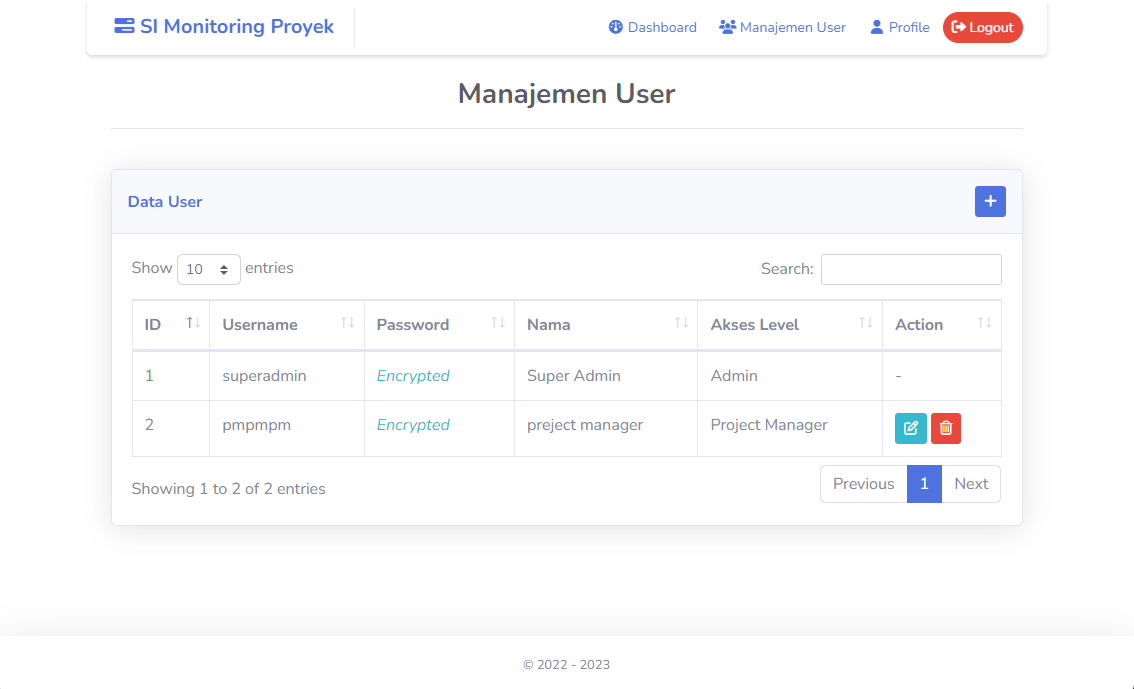 SI Monitoring Proyek Dashboard Manajemen User Profile Logout
Manajemen User
Data User +
Show 10 entries Search:
ID Username Password Nama Akses Level Action
1 superadmin Encrypted Super Admin Admin -
2 pmpmpm Encrypted preject manager Project Manager
Showing 1 to 2 of 2 entries Previous 1 Next
© 2022 - 2023